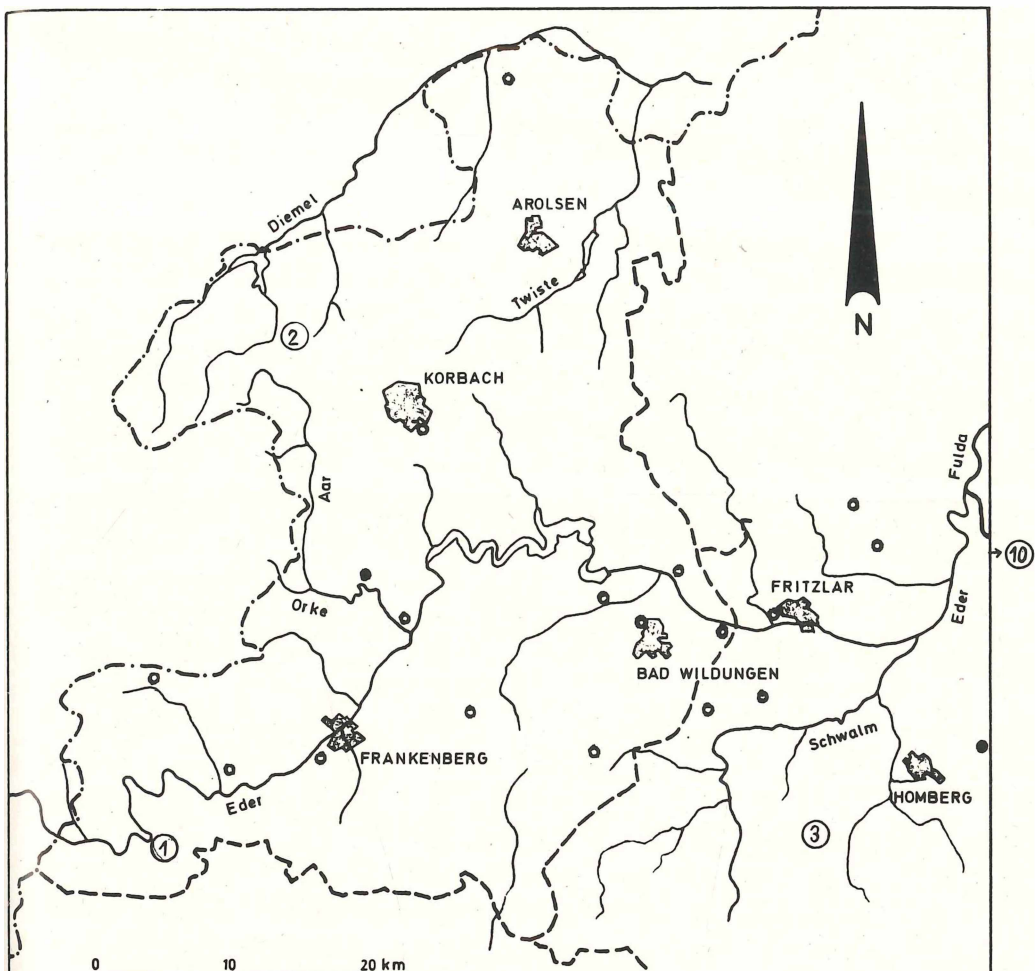 Diemel
AROLSEN
Twiste
N
2
KORBACH
Fulda
Aar
10
Orke
FRITZLAR
Eder
BAD WILDUNGEN
Schwalm
FRANKENBERG
HOMBERG
Eder
1
3
0 10 20 km